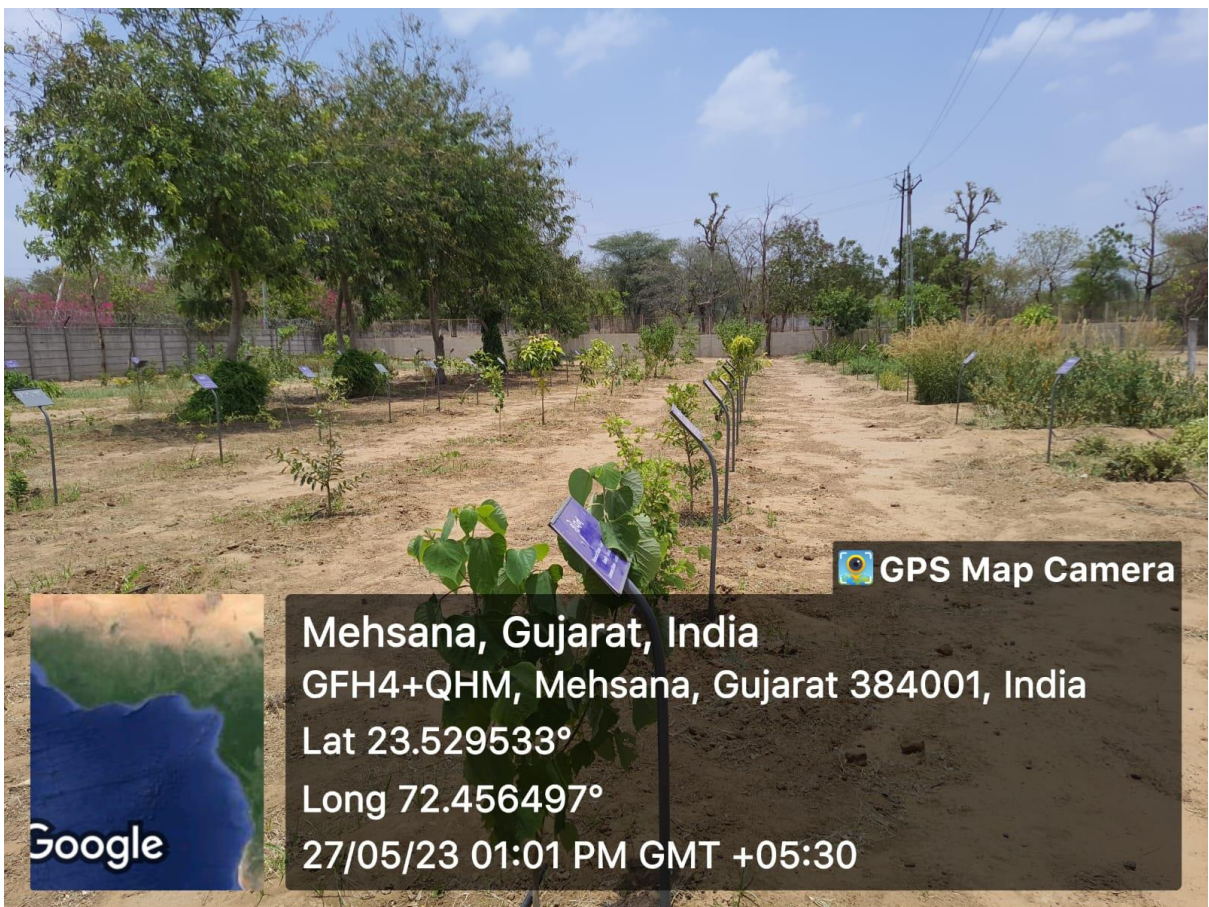 GPS Map Camera
Mehsana, Gujarat, India
GFH4+QHM, Mehsana, Gujarat 384001, India
Lat 23.529533°
Long 72.456497°
27/05/23 01:01 PM GMT +05:30
Google